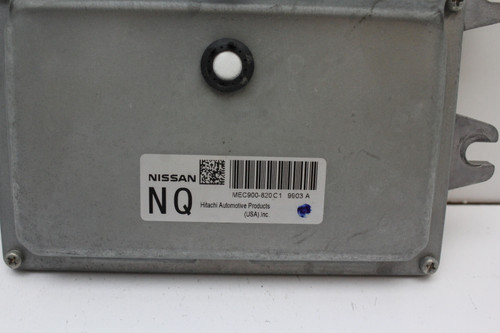 NISSAN
MEC900-820 C1 9903 A
NQ
Hitachi Automotive Products
(USA) Inc.